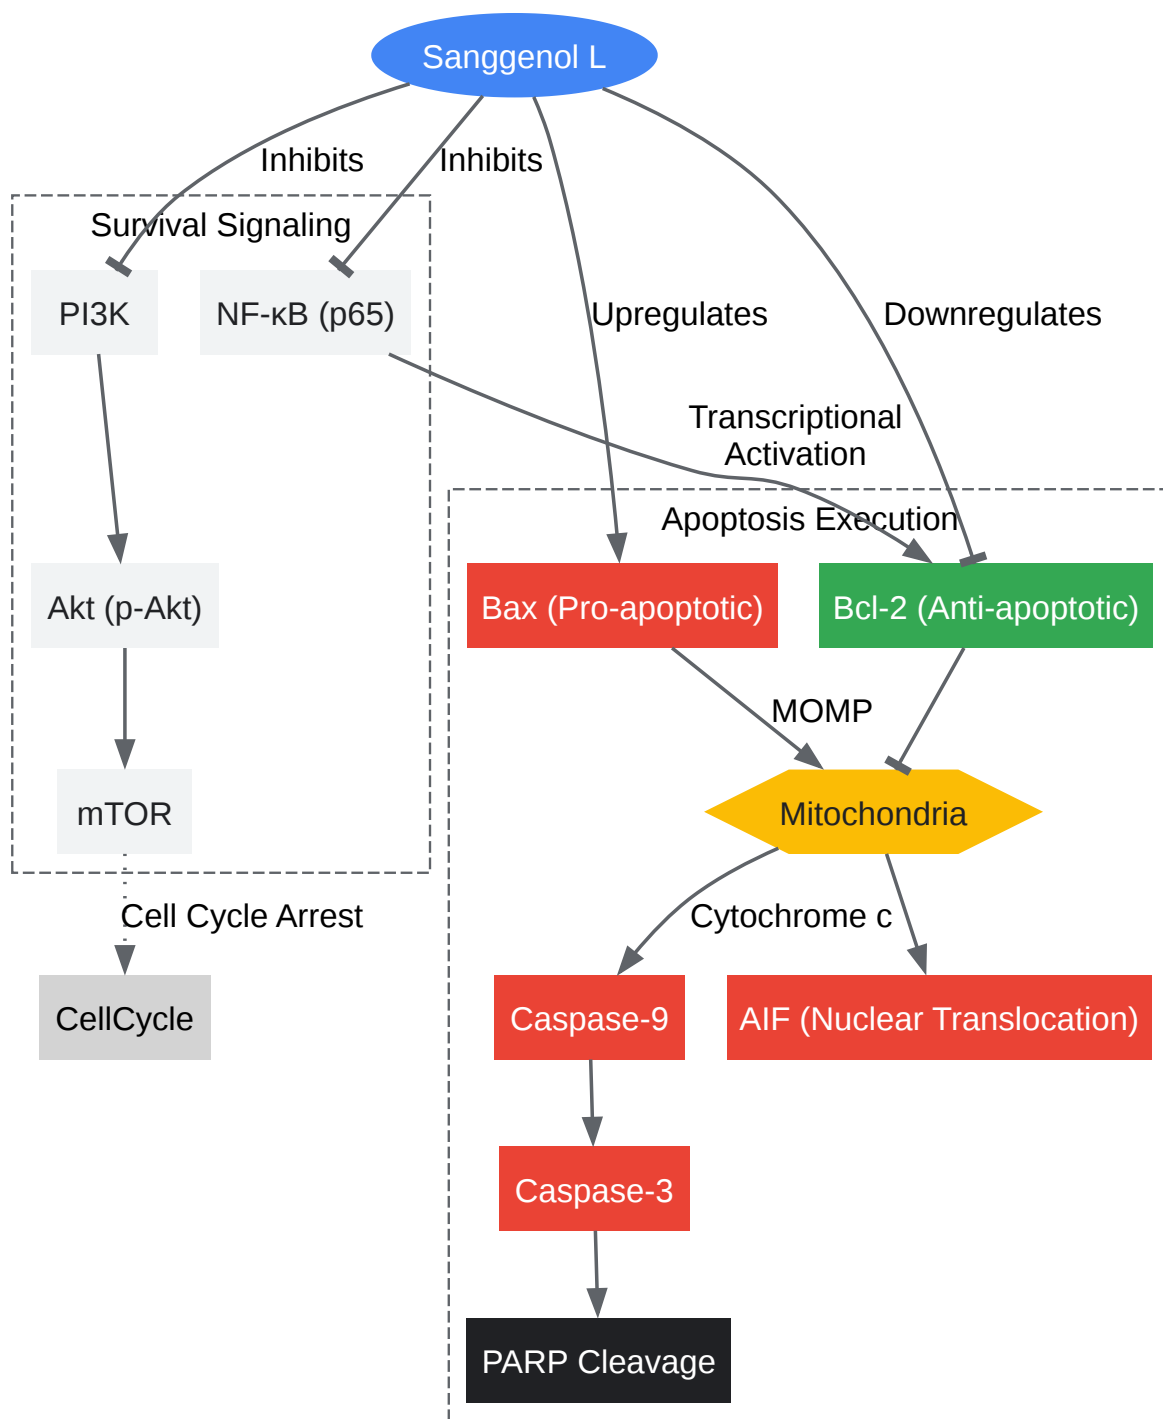 Sanggenol L
Inhibits
Inhibits
Survival Signaling
PI3K
NF-κB (p65)
Upregulates
Downregulates
Transcriptional
Activation
Apoptosis Execution
Akt (p-Akt)
Bax (Pro-apoptotic)
Bcl-2 (Anti-apoptotic)
MOMP
mTOR
Mitochondria
Cell Cycle Arrest
Cytochrome c
CellCycle
Caspase-9
AIF (Nuclear Translocation)
Caspase-3
PARP Cleavage